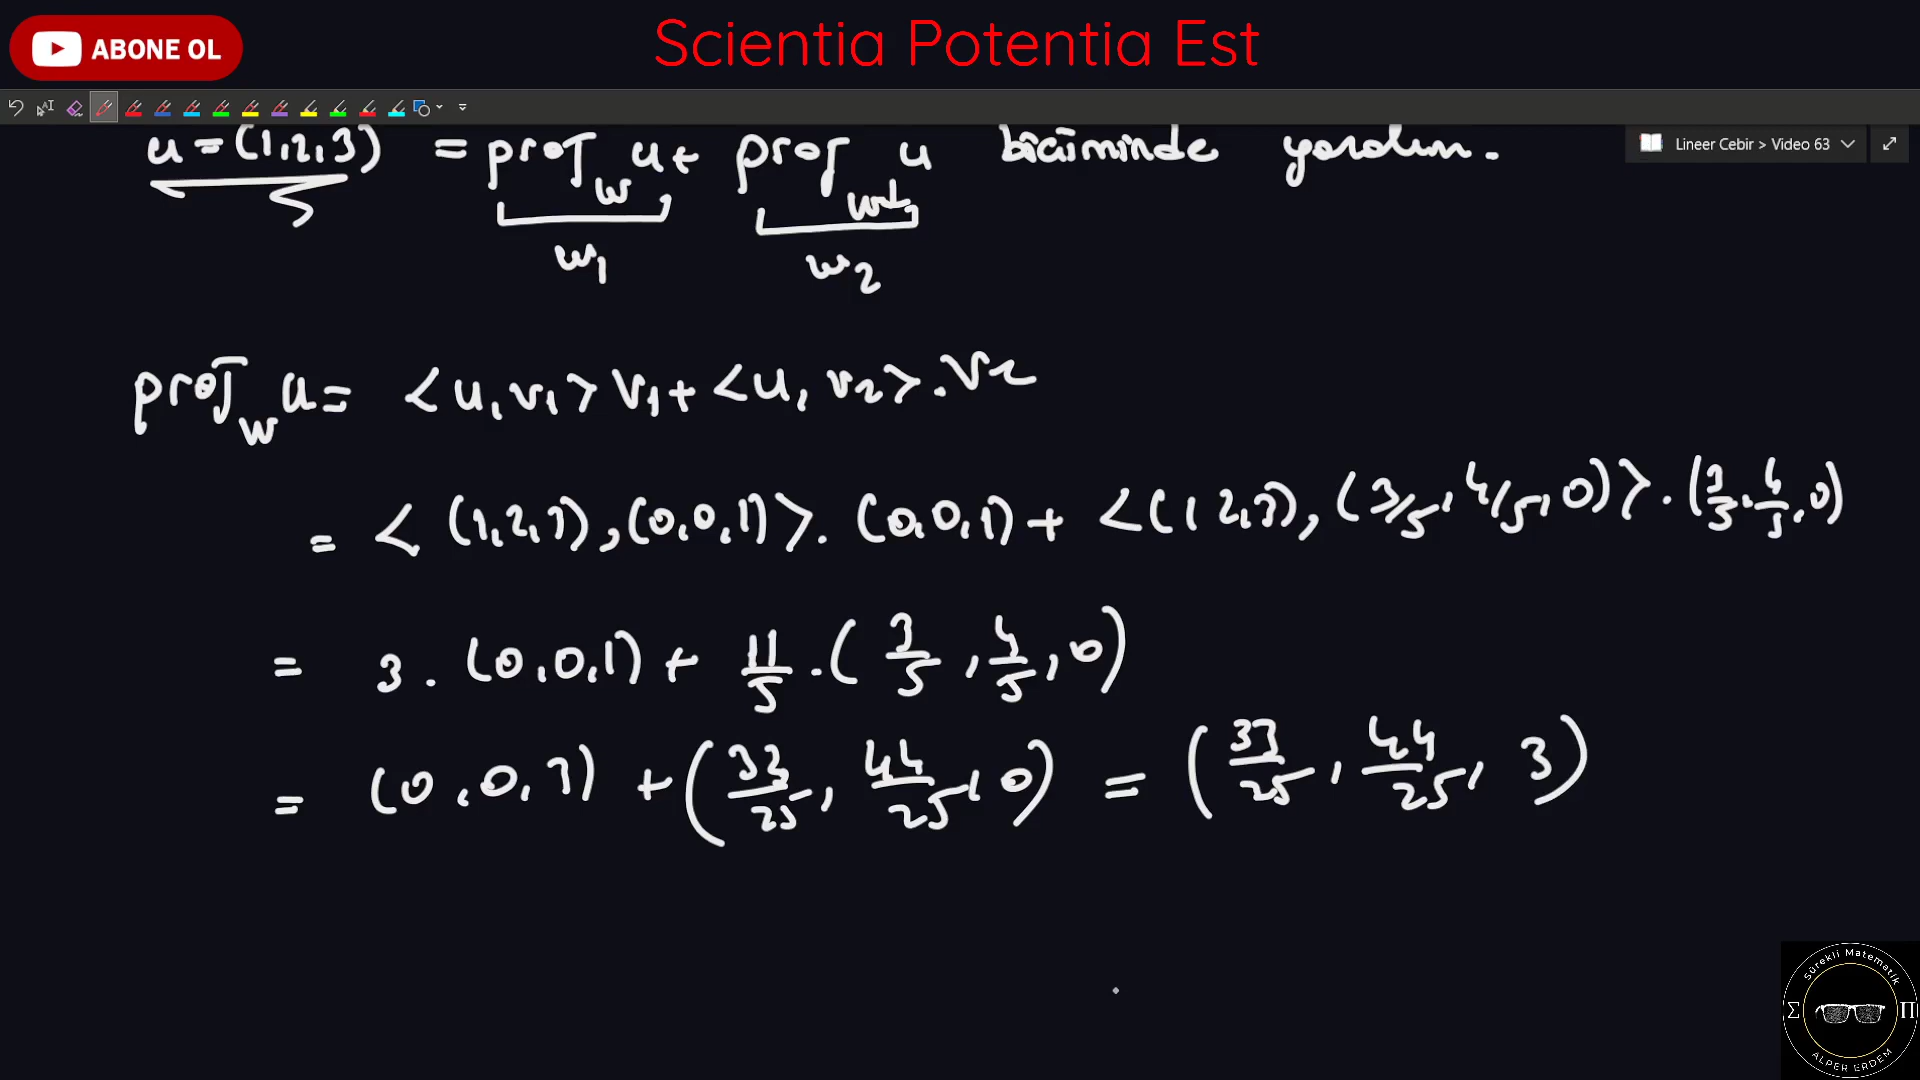 ABONE OL
Scientia Potentia Est
Lineer Cebir > Video 63
u = (1,2,3) = proj_W u + proj_W⊥ u biçiminde yazalım.
w1 w2
proj_W u = <u, v1> v1 + <u, v2> . v2
= < (1,2,3), (0,0,1) > . (0,0,1) + < (1 2,3), (3/5, 4/5, 0) > . (3/5, 4/5, 0)
= 3 . (0,0,1) + 11/5 . (3/5, 4/5, 0)
= (0,0,3) + (33/25, 44/25, 0) = (33/25, 44/25, 3)
Sürekli Matematik
Σ Π
ALPER ERDEM